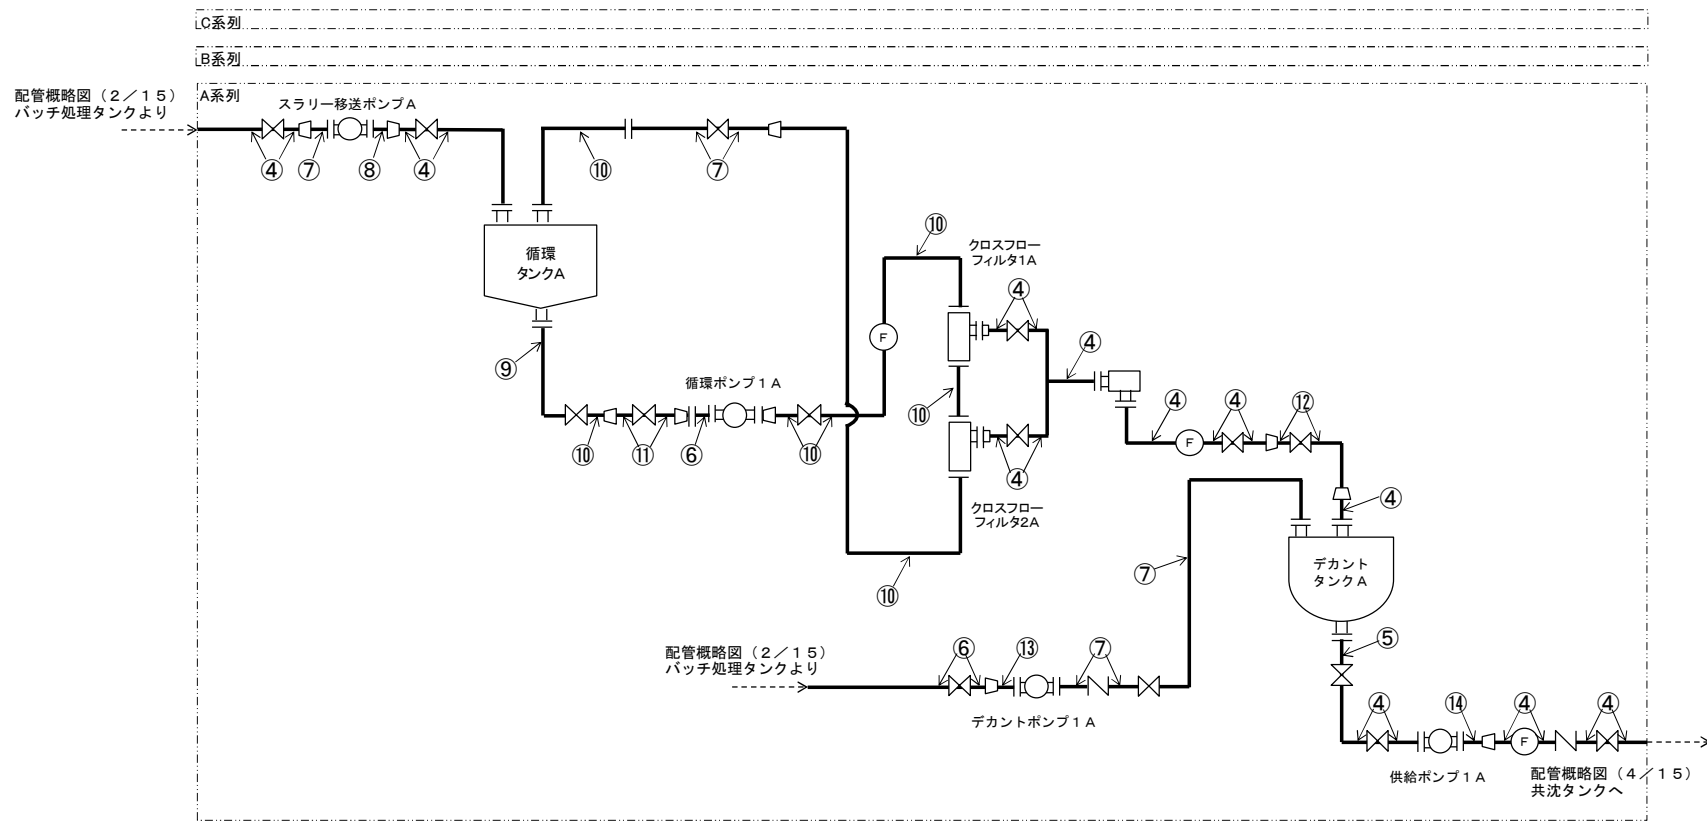 C系列
B系列
A系列
配管概略図（2／15）
バッチ処理タンクより
スラリー移送ポンプA
④
⑦
⑧
④
⑩
⑦
循環
タンクA
⑨
⑩
クロスフロー
フィルタ1A
④
F
④
循環ポンプ1A
⑩
⑩
⑪
⑥
⑩
④
クロスフロー
フィルタ2A
⑩
④
F
④
⑫
④
デカント
タンクA
⑦
⑤
配管概略図（2／15）
バッチ処理タンクより
⑥
⑬
⑦
デカントポンプ1A
④
⑭
④
F
④
供給ポンプ1A
配管概略図（4／15）
共沈タンクへ